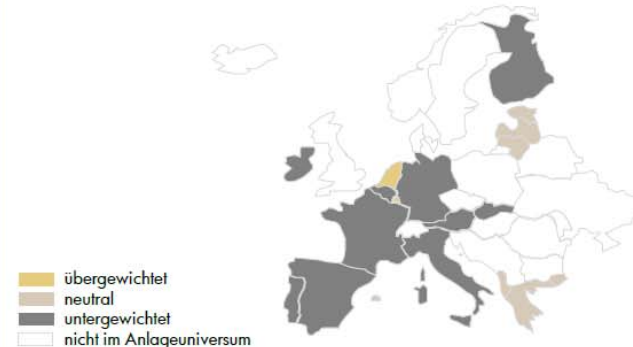 übergewichtet
neutral
untergewichtet
nicht im Anlageuniversum